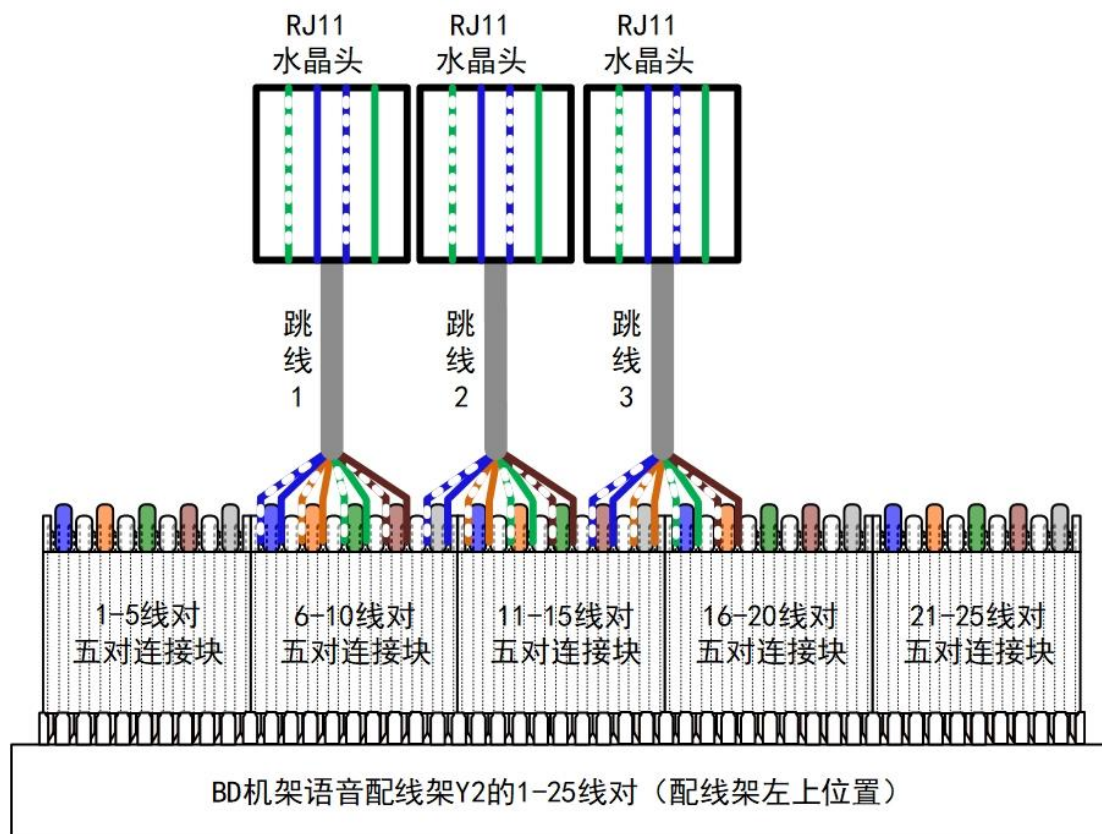 RJ11
水晶头
RJ11
水晶头
RJ11
水晶头
跳
线
1
跳
线
2
跳
线
3
1-5线对
五对连接块
6-10线对
五对连接块
11-15线对
五对连接块
16-20线对
五对连接块
21-25线对
五对连接块
BD机架语音配线架Y2的1-25线对（配线架左上位置）